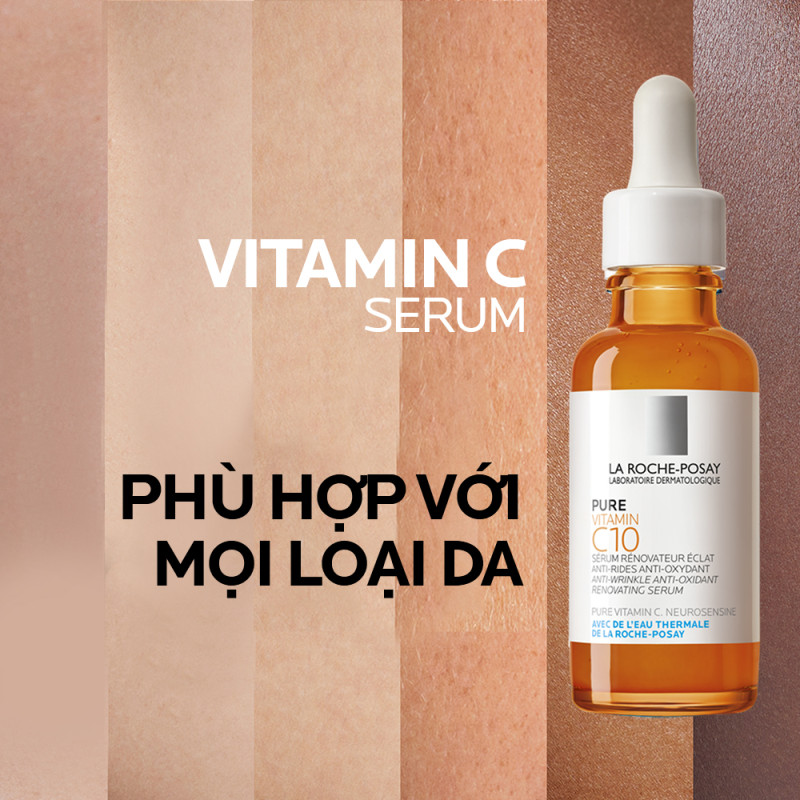 VITAMIN C
SERUM
PHÙ HỢP VỚI
MỌI LOẠI DA
LA ROCHE-POSAY
LABORATOIRE DERMATOLOGIQUE
PURE
VITAMIN
C10
SÉRUM RÉNOVATEUR ÉCLAT
ANTI-RIDES ANTI-OXYDANT
ANTI-WRINKLE ANTI-OXIDANT
RENOVATING SERUM
PURE VITAMIN C. NEUROSENSINE
AVEC DE L'EAU THERMALE
DE LA ROCHE-POSAY